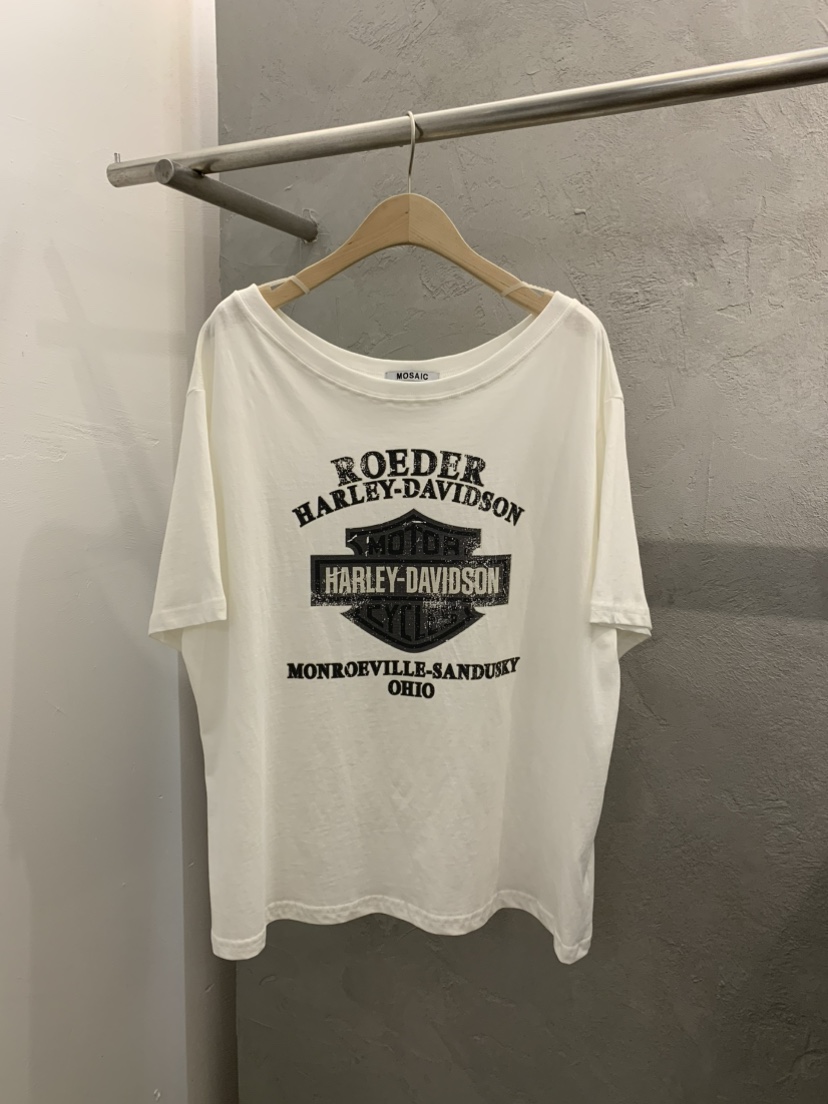 MOSAIC
ROEDER
HARLEY-DAVIDSON
MOTOR
HARLEY-DAVIDSON
CYCLES
MONROEVILLE-SANDUSKY
OHIO